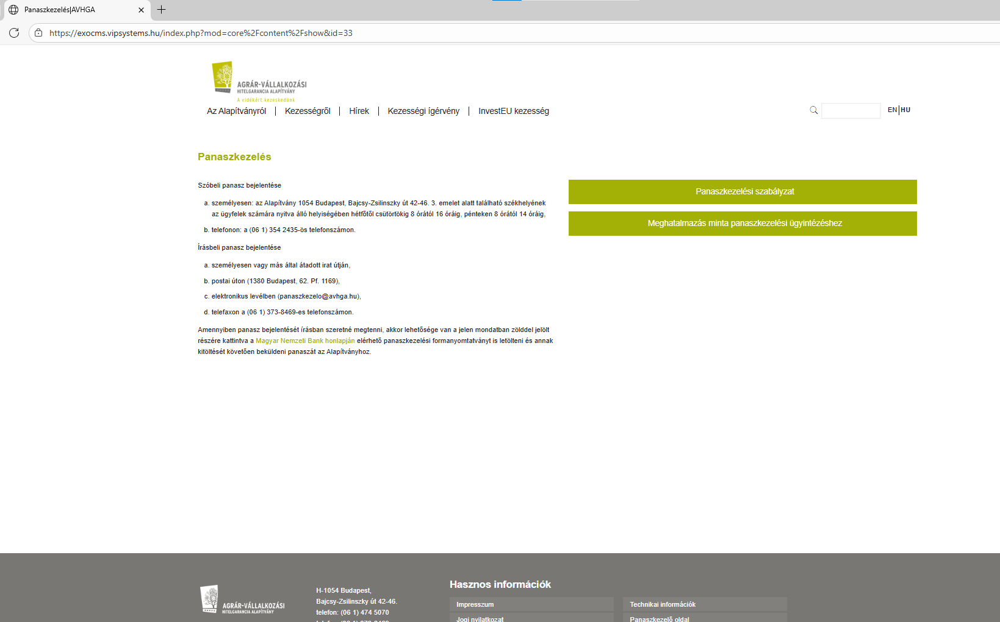 Panaszkezelés|AVHGA
https://exocms.vipsystems.hu/index.php?mod=core%2Fcontent%2Fshow&id=33
AGRÁR-VÁLLALKOZÁSI
HITELGARANCIA ALAPÍTVÁNY
A vidékért kezeskedünk
Az Alapítványról | Kezességről | Hírek | Kezességi ígérvény | InvestEU kezesség
EN|HU
Panaszkezelés
Szóbeli panasz bejelentése
a. személyesen: az Alapítvány 1054 Budapest, Bajcsy-Zsilinszky út 42-46. 3. emelet alatt található székhelyének
az ügyfelek számára nyitva álló helyiségében hétfőtől csütörtökig 8 órától 16 óráig, pénteken 8 órától 14 óráig,
b. telefonon: a (06 1) 354 2435-ös telefonszámon.
Írásbeli panasz bejelentése
a. személyesen vagy más által átadott irat útján,
b. postai úton (1380 Budapest, 62. Pf. 1169),
c. elektronikus levélben (panaszkezelo@avhga.hu),
d. telefaxon a (06 1) 373-8469-es telefonszámon.
Amennyiben panasz bejelentését írásban szeretné megtenni, akkor lehetősége van a jelen mondatban zölddel jelölt
részére kattintva a Magyar Nemzeti Bank honlapján elérhető panaszkezelési formanyomtatványt is letölteni és annak
kitöltését követően beküldeni panaszát az Alapítványhoz.
Panaszkezelési szabályzat
Meghatalmazás minta panaszkezelési ügyintézéshez
AGRÁR-VÁLLALKOZÁSI
HITELGARANCIA ALAPÍTVÁNY
H-1054 Budapest,
Bajcsy-Zsilinszky út 42-46.
telefon: (06 1) 474 5070
Hasznos információk
Impresszum
Jogi nyilatkozat
Technikai információk
Panaszkezelő oldal